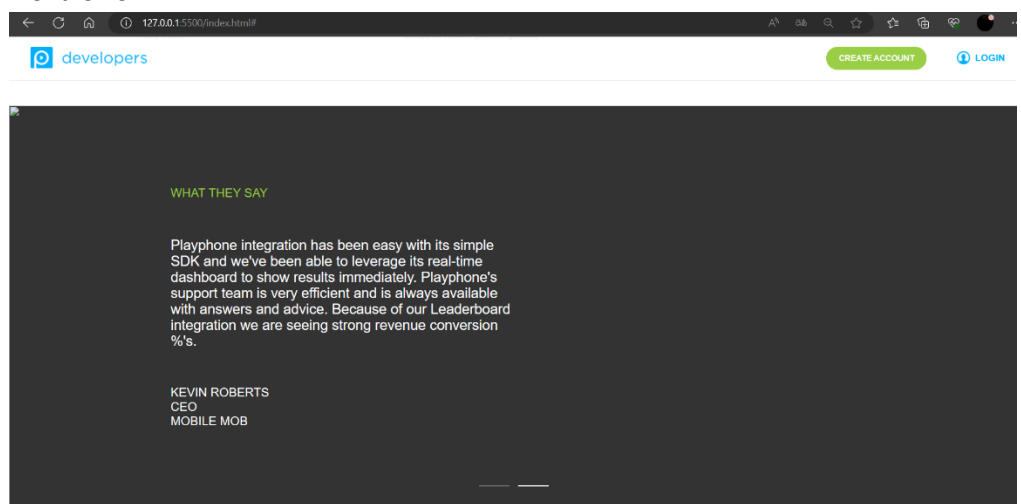 127.0.0.1:5500/index.html#
developers
CREATE ACCOUNT
LOGIN
WHAT THEY SAY
Playphone integration has been easy with its simple
SDK and we've been able to leverage its real-time
dashboard to show results immediately. Playphone's
support team is very efficient and is always available
with answers and advice. Because of our Leaderboard
integration we are seeing strong revenue conversion
%'s.
KEVIN ROBERTS
CEO
MOBILE MOB